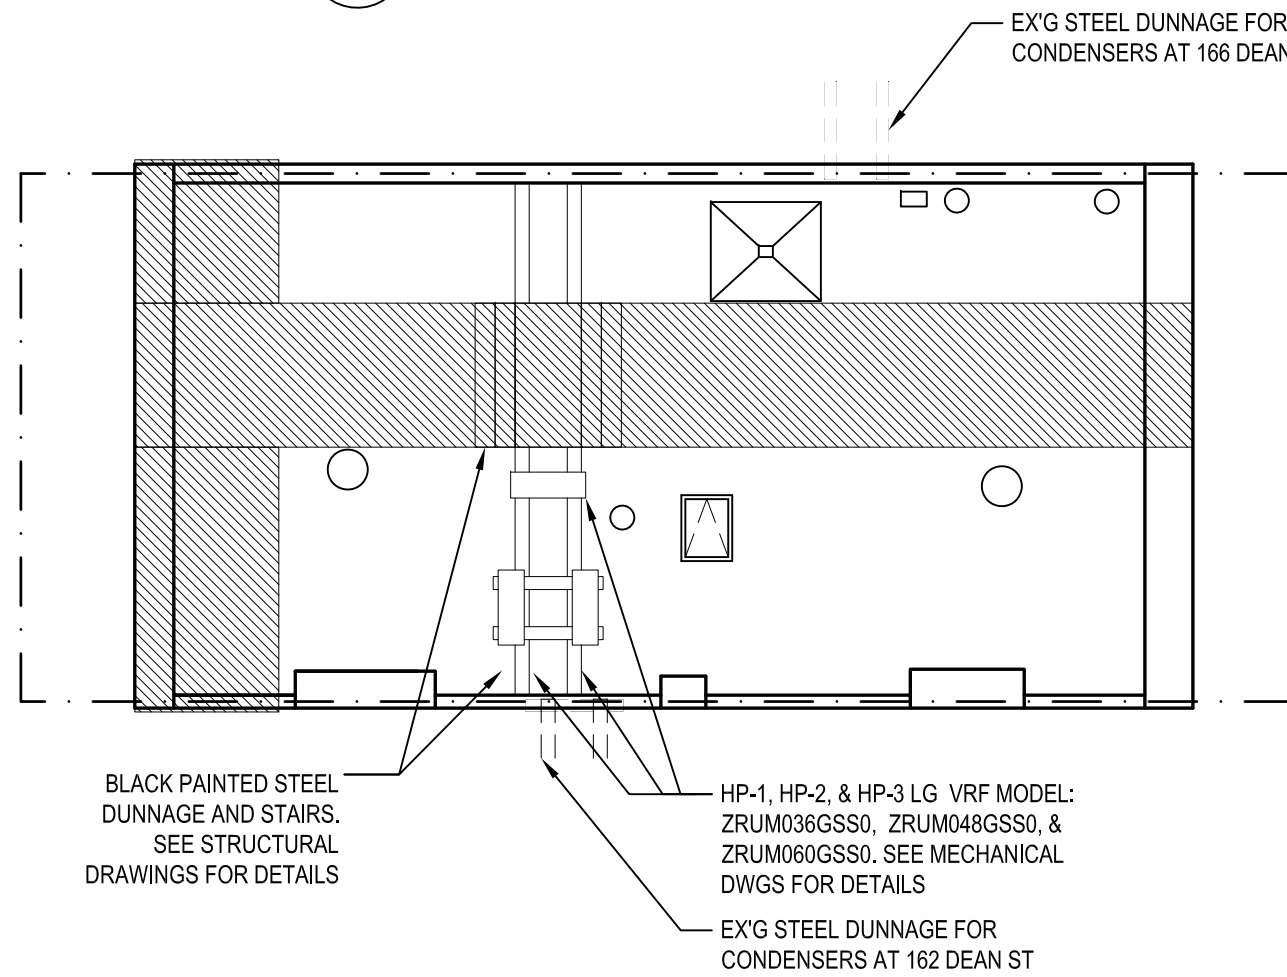 EX'G STEEL DUNNAGE FOR
CONDENSERS AT 166 DEAN
BLACK PAINTED STEEL
DUNNAGE AND STAIRS.
SEE STRUCTURAL
DRAWINGS FOR DETAILS
HP-1, HP-2, & HP-3 LG VRF MODEL:
ZRUM036GSS0, ZRUM048GSS0, &
ZRUM060GSS0. SEE MECHANICAL
DWGS FOR DETAILS
EX'G STEEL DUNNAGE FOR
CONDENSERS AT 162 DEAN ST